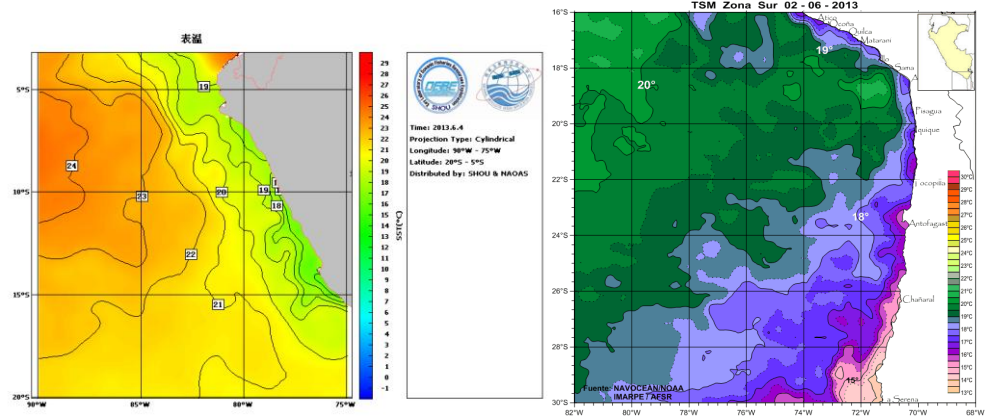 表溫
5°S
10°S
15°S
20°S
90°W
85°W
80°W
75°W
19
24
23
20
19
18
22
21
29
28
27
26
25
24
23
22
21
20
19
18
17
16
15
14
13
12
11
10
9
8
7
6
5
4
3
2
1
0
-1
SST(°C)
Time: 2013.6.4
Projection Type: Cylindrical
Longitude: 90°W - 75°W
Latitude: 20°S - 5°S
Distributed by: SHOU & NAOAS
TSM Zona Sur 02 - 06 - 2013
16°S
18°S
20°S
22°S
24°S
26°S
28°S
30°S
82°W
80°W
78°W
76°W
74°W
72°W
70°W
68°W
Atico
Ocoña
Quilca
Mataram
Ilo
Sama
A
Pisagua
Iquique
Tocopilla
Antofagast
Chañaral
La Serena
19°
20°
18°
15°
30°C
29°C
28°C
27°C
26°C
25°C
24°C
23°C
22°C
21°C
20°C
19°C
18°C
17°C
16°C
15°C
14°C
13°C
Fuente: NAVOCEAN/NOAA
IMARPE / AFSR